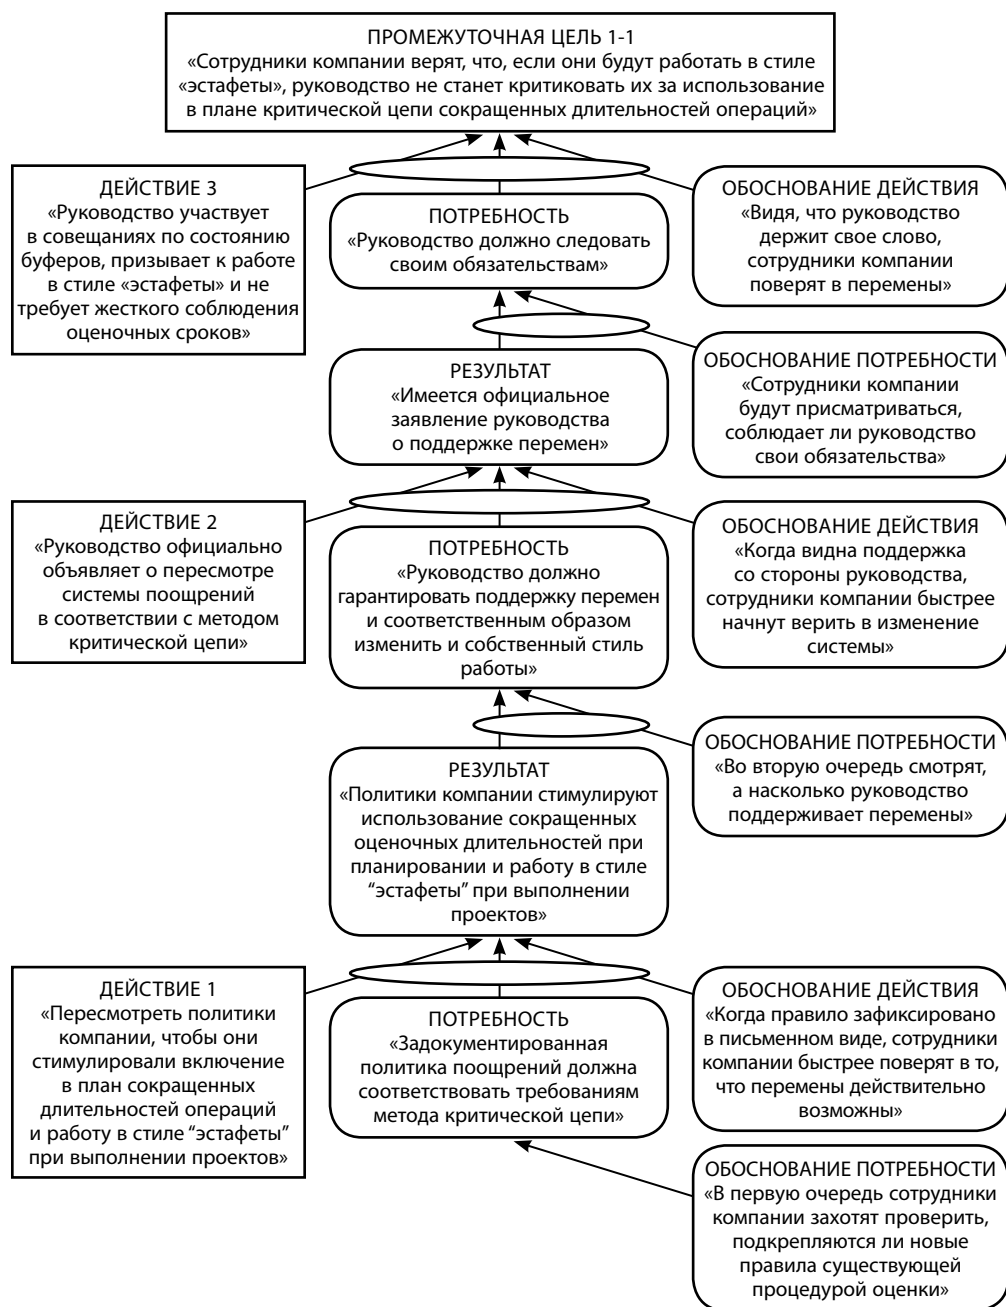 ПРОМЕЖУТОЧНАЯ ЦЕЛЬ 1-1
«Сотрудники компании верят, что, если они будут работать в стиле
«эстафеты», руководство не станет критиковать их за использование
в плане критической цепи сокращенных длительностей операций»
ДЕЙСТВИЕ 3
«Руководство участвует
в совещаниях по состоянию
буферов, призывает к работе
в стиле «эстафеты» и не
требует жесткого соблюдения
оценочных сроков»
ПОТРЕБНОСТЬ
«Руководство должно следовать
своим обязательствам»
ОБОСНОВАНИЕ ДЕЙСТВИЯ
«Видя, что руководство
держит свое слово,
сотрудники компании
поверят в перемены»
РЕЗУЛЬТАТ
«Имеется официальное
заявление руководства
о поддержке перемен»
ОБОСНОВАНИЕ ПОТРЕБНОСТИ
«Сотрудники компании
будут присматриваться,
соблюдает ли руководство
свои обязательства»
ДЕЙСТВИЕ 2
«Руководство официально
объявляет о пересмотре
системы поощрений
в соответствии с методом
критической цепи»
ПОТРЕБНОСТЬ
«Руководство должно
гарантировать поддержку перемен
и соответственным образом
изменить и собственный стиль
работы»
ОБОСНОВАНИЕ ДЕЙСТВИЯ
«Когда видна поддержка
со стороны руководства,
сотрудники компании быстрее
начнут верить в изменение
системы»
РЕЗУЛЬТАТ
«Политики компании стимулируют
использование сокращенных
оценочных длительностей при
планировании и работу в стиле
“эстафеты” при выполнении
проектов»
ОБОСНОВАНИЕ ПОТРЕБНОСТИ
«Во вторую очередь смотрят,
а насколько руководство
поддерживает перемены»
ДЕЙСТВИЕ 1
«Пересмотреть политики
компании, чтобы они
стимулировали включение
в план сокращенных
длительностей операций
и работу в стиле “эстафеты”
при выполнении проектов»
ПОТРЕБНОСТЬ
«Задокументированная
политика поощрений должна
соответствовать требованиям
метода критической цепи»
ОБОСНОВАНИЕ ДЕЙСТВИЯ
«Когда правило зафиксировано
в письменном виде, сотрудники
компании быстрее поверят в то,
что перемены действительно
возможны»
ОБОСНОВАНИЕ ПОТРЕБНОСТИ
«В первую очередь сотрудники
компании захотят проверить,
подкрепляются ли новые
правила существующей
процедурой оценки»